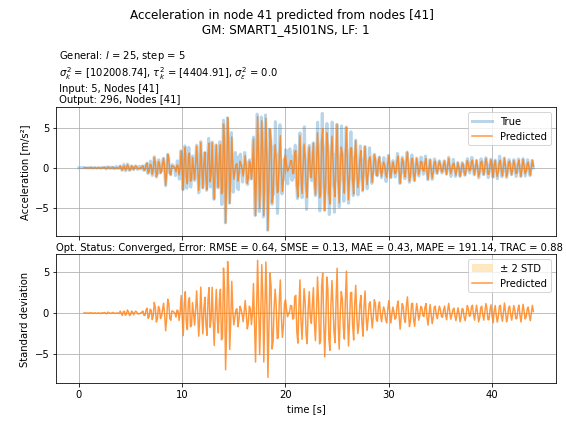 Acceleration in node 41 predicted from nodes [41]
GM: SMART1_45I01NS, LF: 1
General: l = 25, step = 5
σ²ₖ = [102008.74], τ²ₖ = [4404.91], σ²_ε = 0.0
Input: 5, Nodes [41]
Output: 296, Nodes [41]
Acceleration [m/s²]
5
0
−5
True
Predicted
Opt. Status: Converged, Error: RMSE = 0.64, SMSE = 0.13, MAE = 0.43, MAPE = 191.14, TRAC = 0.88
Standard deviation
5
0
−5
± 2 STD
Predicted
0 10 20 30 40
time [s]